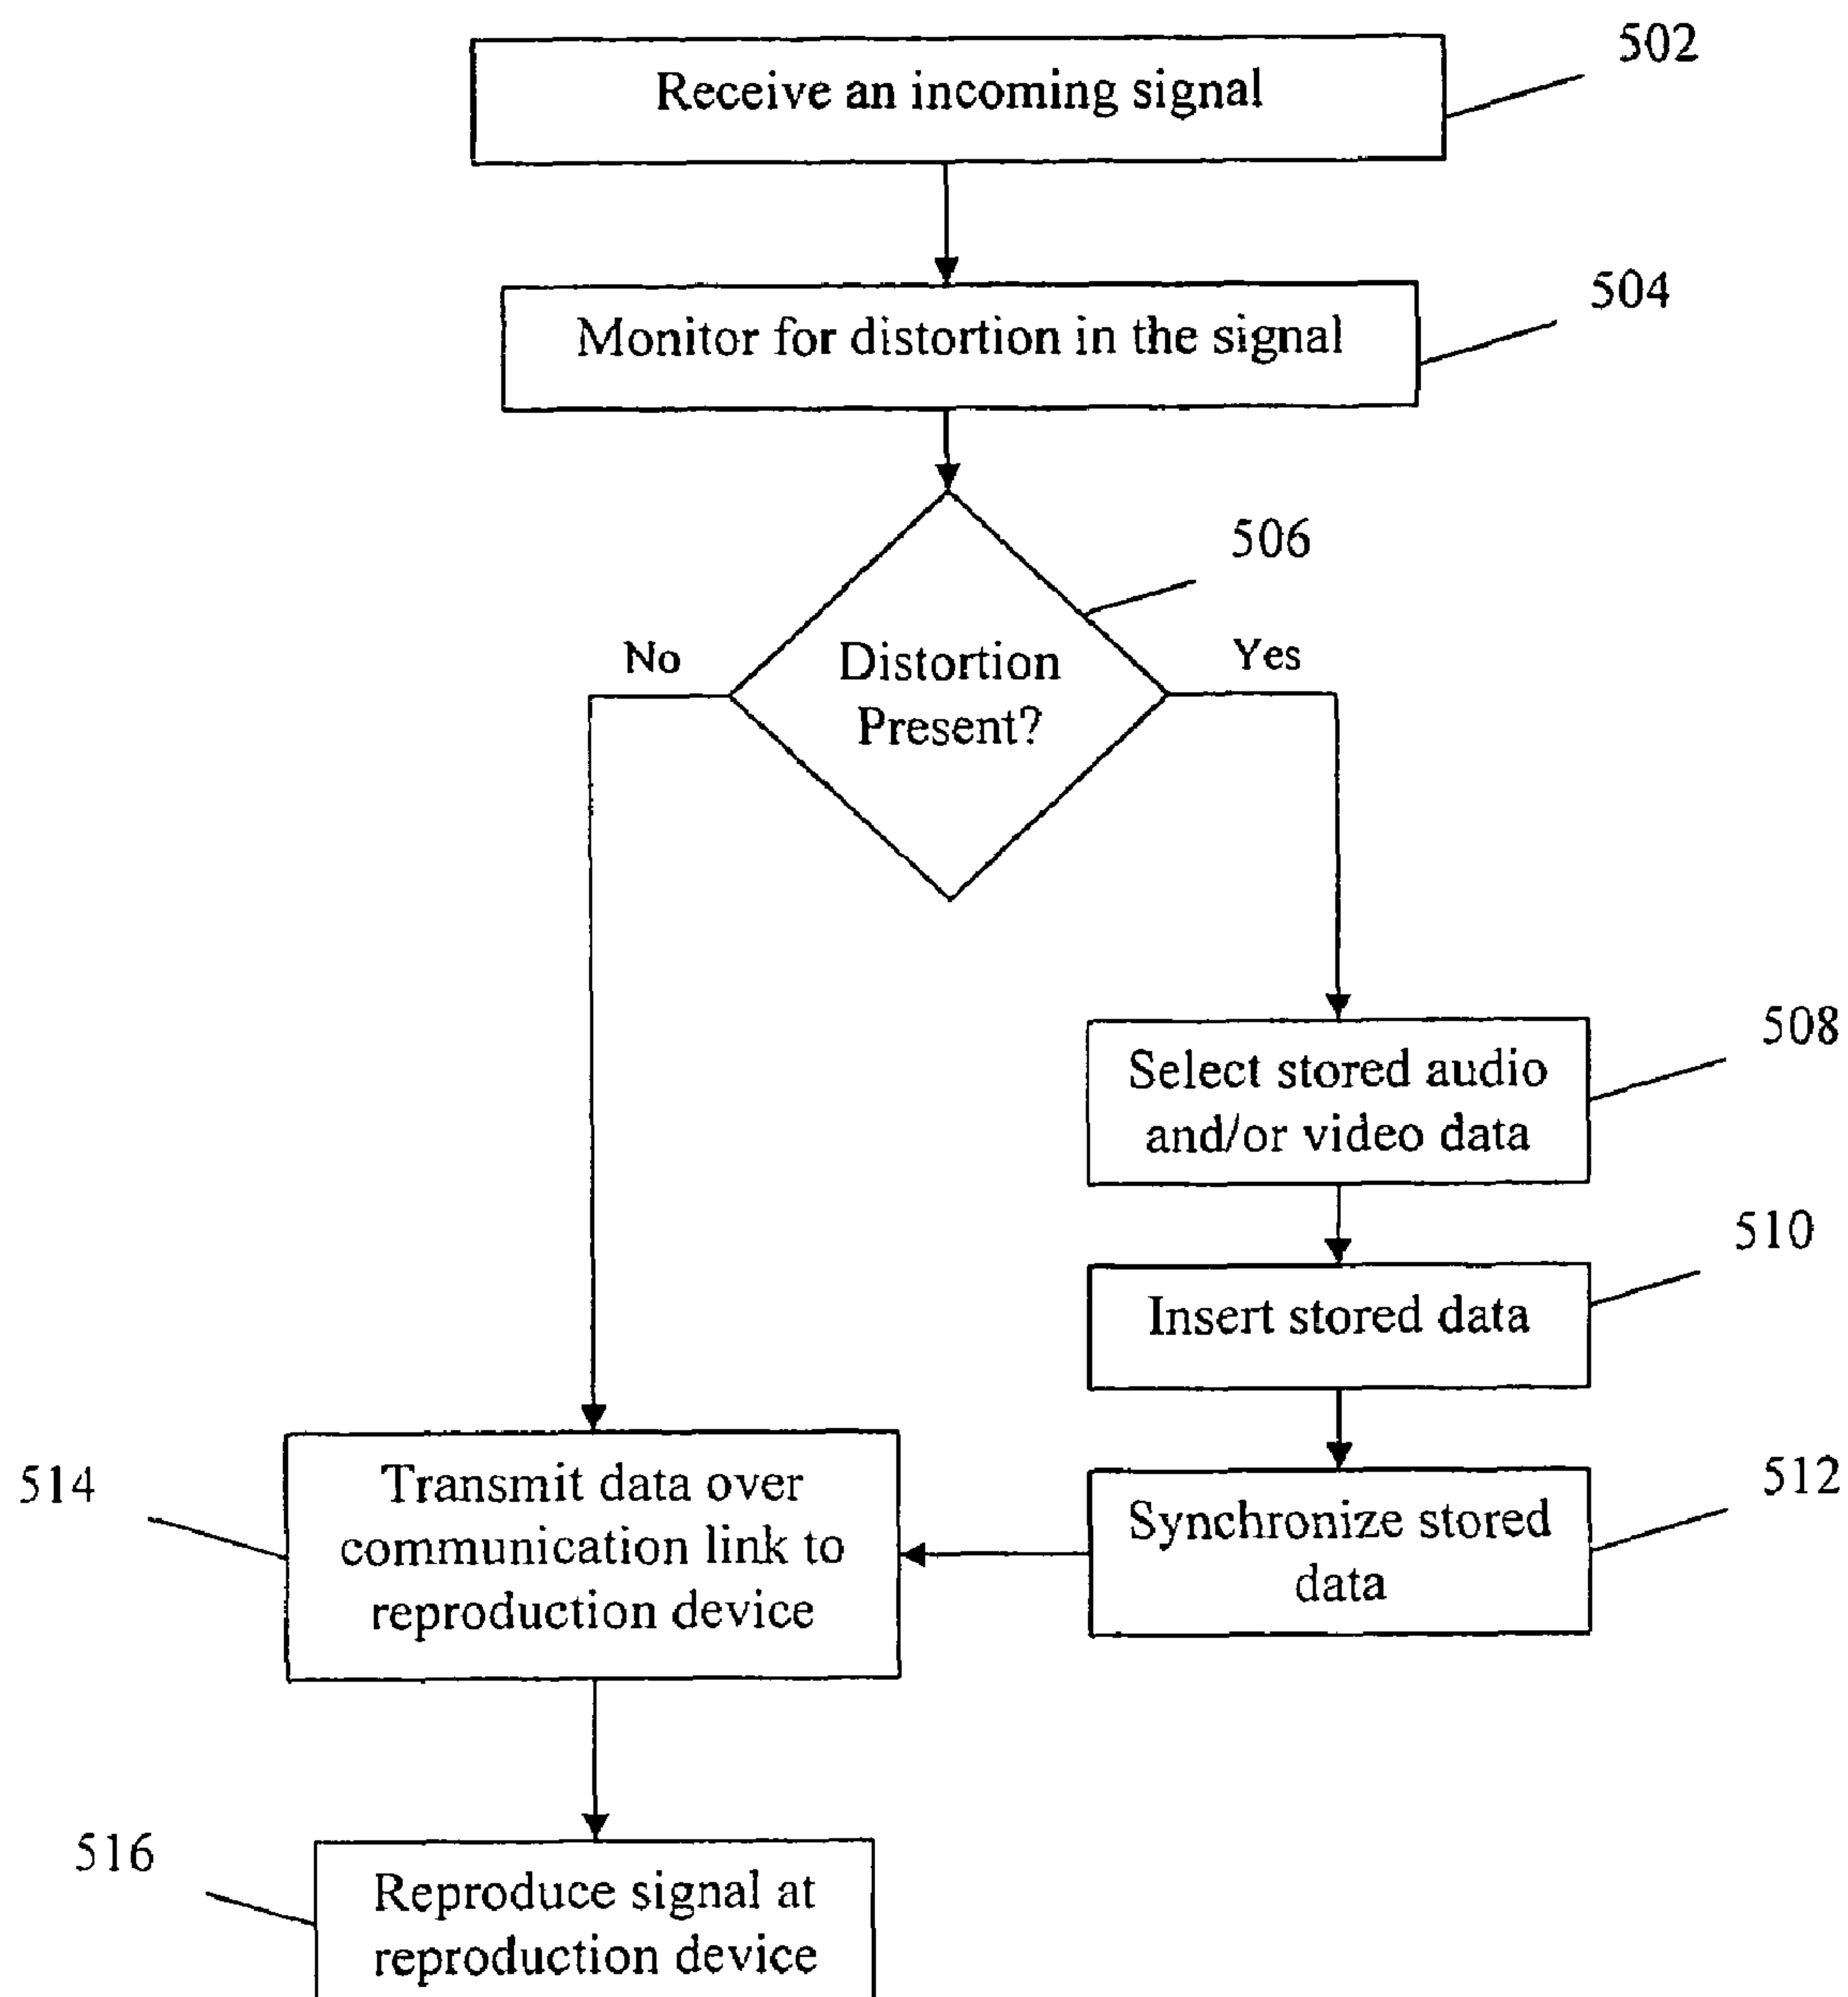 502
Receive an incoming signal
504
Monitor for distortion in the signal
506
No
Yes
Distortion
Present?
508
Select stored audio
and/or video data
510
Insert stored data
514
Transmit data over
communication link to
reproduction device
512
Synchronize stored
data
516
Reproduce signal at
reproduction device